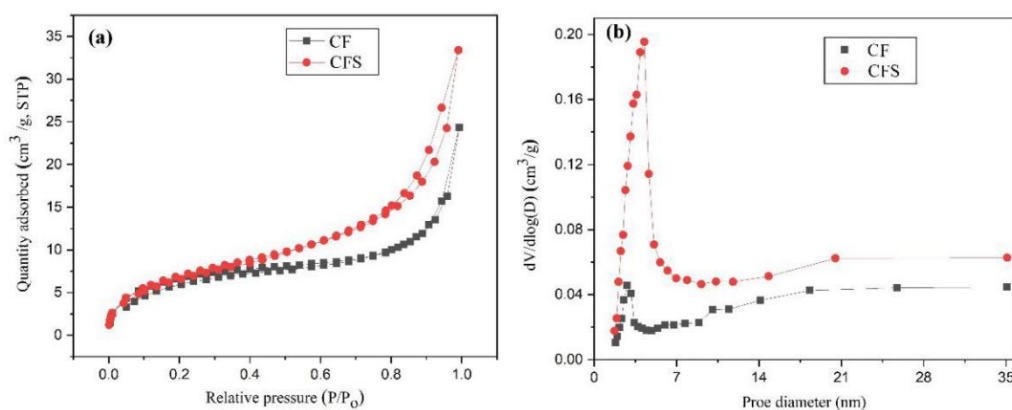 (a)
CF
CFS
Quantity adsorbed (cm³ /g, STP)
35
30
25
20
15
10
5
0
0.0 0.2 0.4 0.6 0.8 1.0
Relative pressure (P/Po)
(b)
CF
CFS
dV/dlog(D) (cm³/g)
0.20
0.16
0.12
0.08
0.04
0.00
0 7 14 21 28 35
Proe diameter (nm)